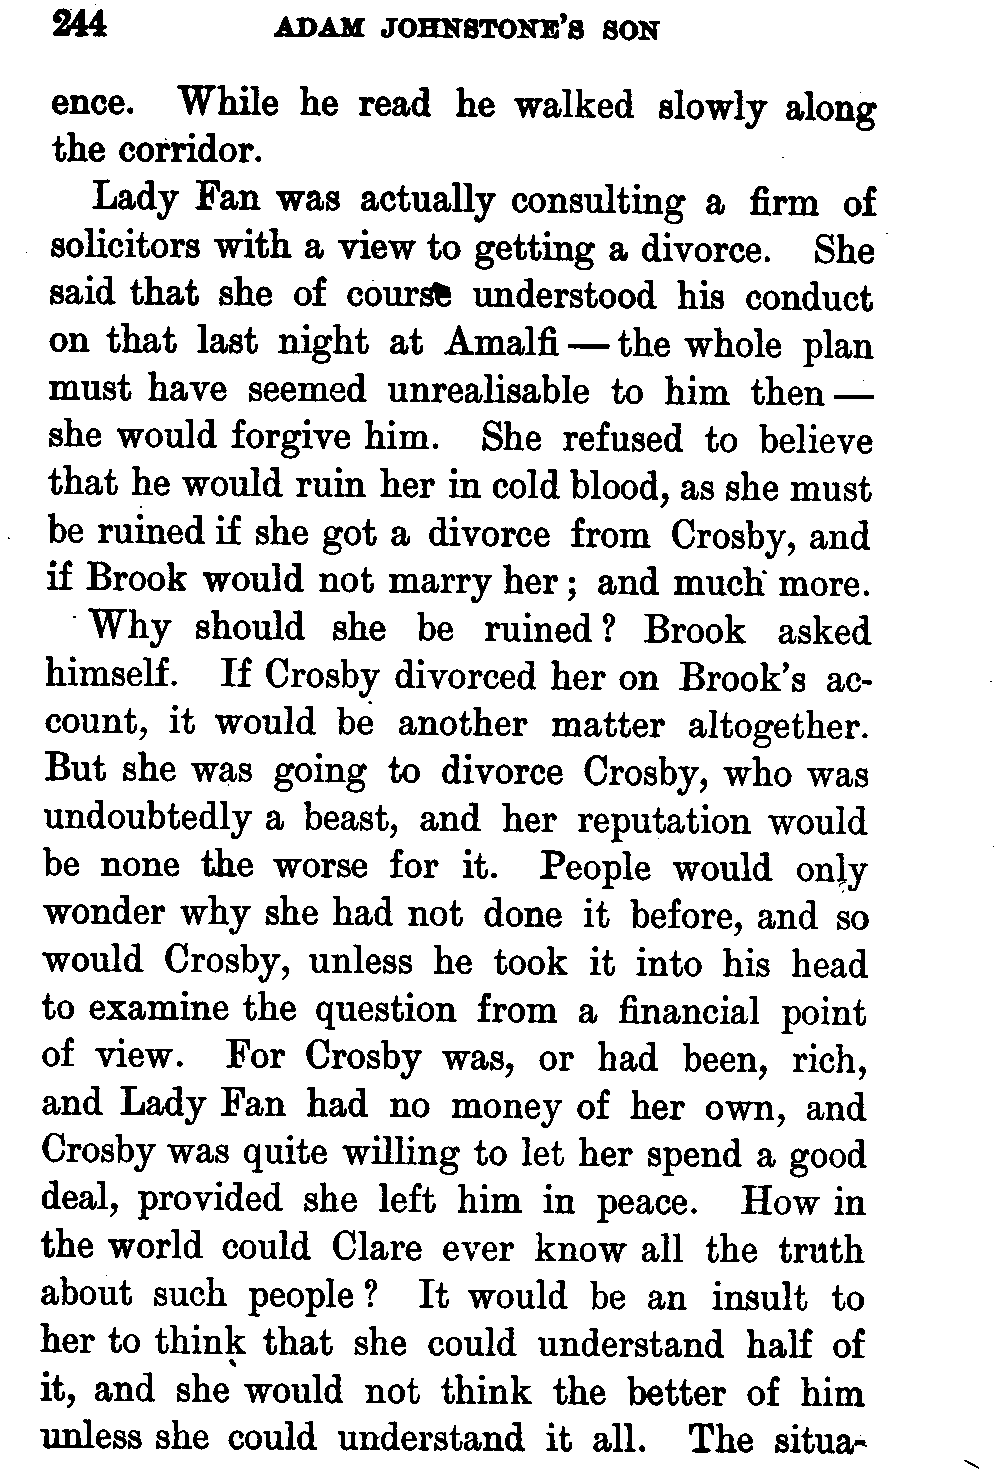 244 ADAM JOHNSTONE'S SON
ence. While he read he walked slowly along
the corridor.
Lady Fan was actually consulting a firm of
solicitors with a view to getting a divorce. She
said that she of course understood his conduct
on that last night at Amalfi — the whole plan
must have seemed unrealisable to him then —
she would forgive him. She refused to believe
that he would ruin her in cold blood, as she must
be ruined if she got a divorce from Crosby, and
if Brook would not marry her; and much more.
Why should she be ruined? Brook asked
himself. If Crosby divorced her on Brook's ac-
count, it would be another matter altogether.
But she was going to divorce Crosby, who was
undoubtedly a beast, and her reputation would
be none the worse for it. People would only
wonder why she had not done it before, and so
would Crosby, unless he took it into his head
to examine the question from a financial point
of view. For Crosby was, or had been, rich,
and Lady Fan had no money of her own, and
Crosby was quite willing to let her spend a good
deal, provided she left him in peace. How in
the world could Clare ever know all the truth
about such people? It would be an insult to
her to think that she could understand half of
it, and she would not think the better of him
unless she could understand it all. The situa-